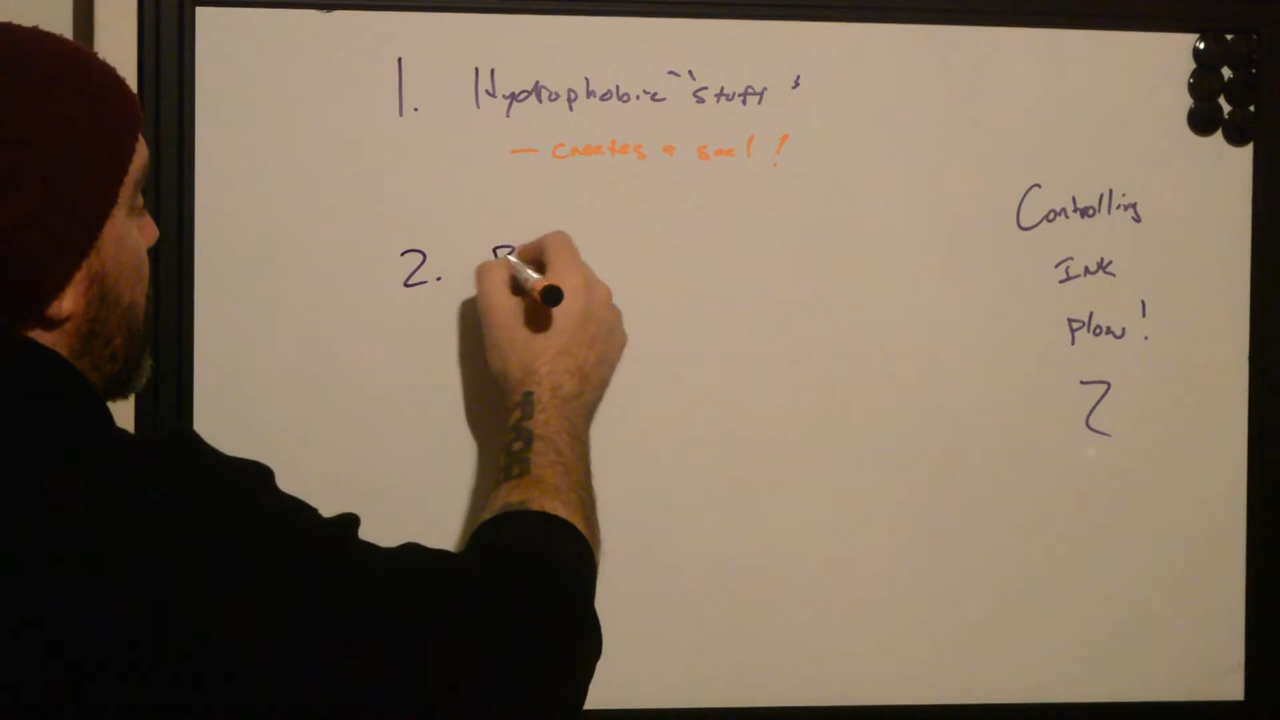 1. Hydrophobic "stuff"
- creates a seal!
2.
Controlling
Ink
flow!